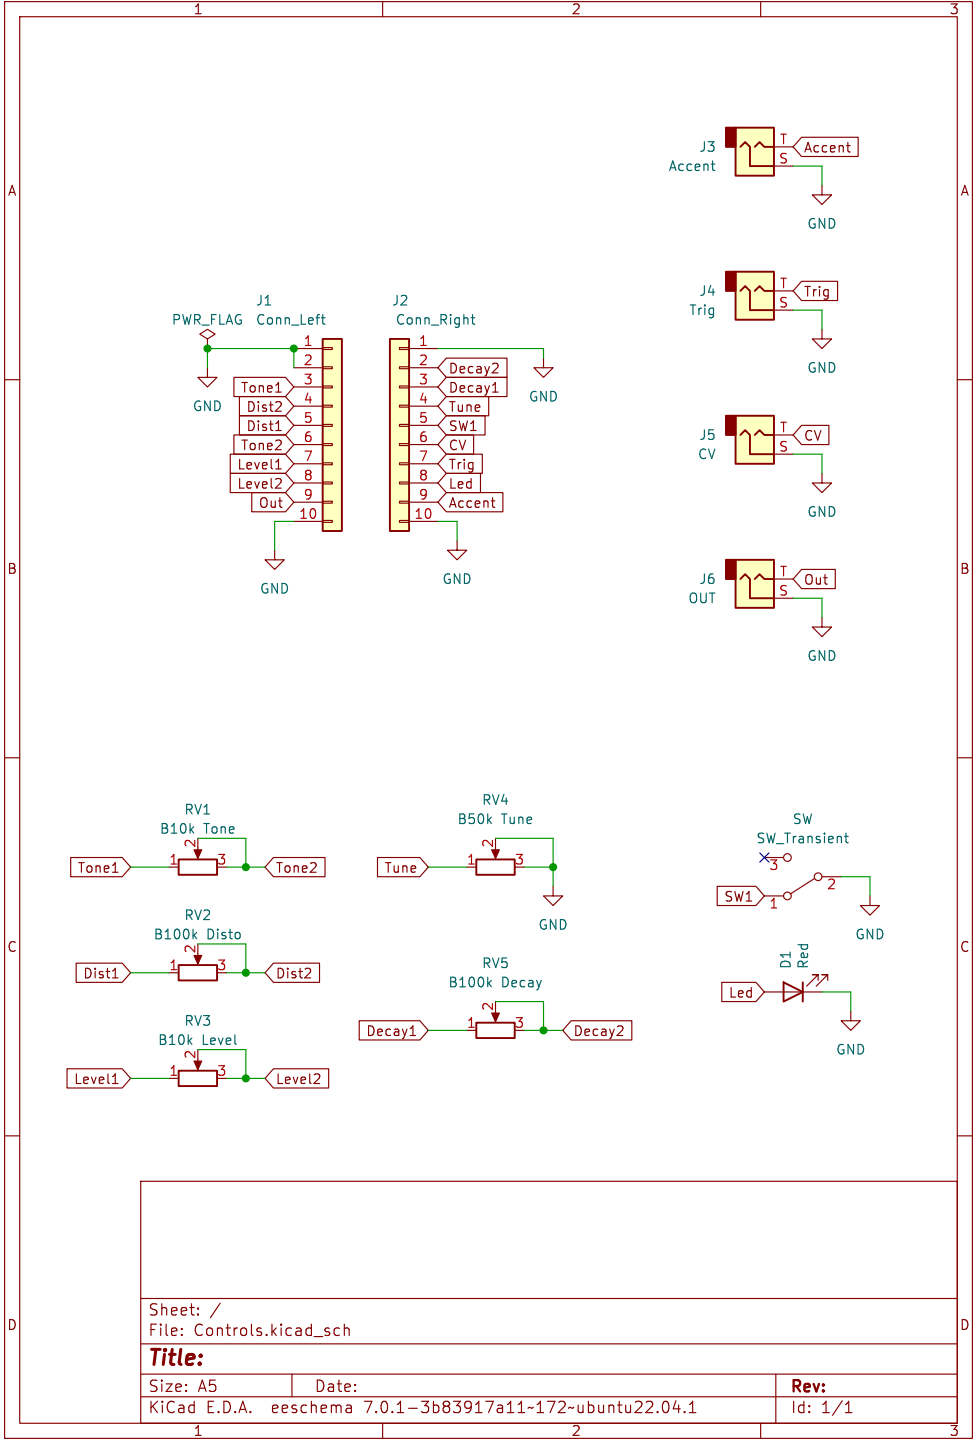 1 2 3
A A
B B
C C
D D
J3
Accent
T
Accent
S
GND
J4
Trig
T
Trig
S
GND
J5
CV
T
CV
S
GND
J6
OUT
T
Out
S
GND
PWR_FLAG
GND
J1
Conn_Left
1
2
Tone1 3
Dist2 4
Dist1 5
Tone2 6
Level1 7
Level2 8
Out 9
10
GND
J2
Conn_Right
1
2 Decay2
3 Decay1
4 Tune
5 SW1
6 CV
7 Trig
8 Led
9 Accent
10
GND
GND
RV1
B10k Tone
2
Tone1 1 3 Tone2
RV2
B100k Disto
2
Dist1 1 3 Dist2
RV3
B10k Level
2
Level1 1 3 Level2
RV4
B50k Tune
2
Tune 1 3
GND
RV5
B100k Decay
2
Decay1 1 3 Decay2
SW
SW_Transient
3
2
SW1 1
GND
D1
Red
Led
GND
Sheet: /
File: Controls.kicad_sch
Title:
Size: A5 Date: Rev:
KiCad E.D.A. eeschema 7.0.1-3b83917a11~172~ubuntu22.04.1 Id: 1/1
1 2 3